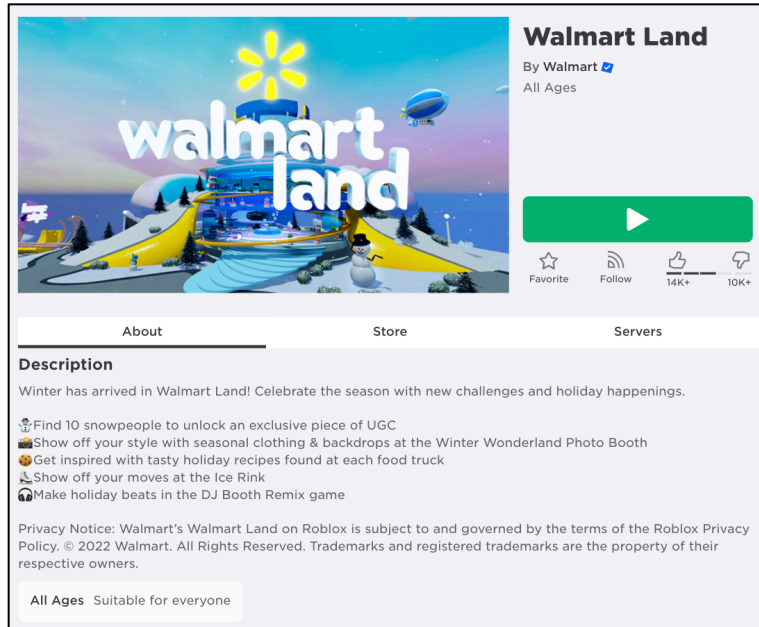 walmart
land
Walmart Land
By Walmart
All Ages
Favorite
Follow
14K+
10K+
About
Store
Servers
Description
Winter has arrived in Walmart Land! Celebrate the season with new challenges and holiday happenings.
⛄Find 10 snowpeople to unlock an exclusive piece of UGC
📸Show off your style with seasonal clothing & backdrops at the Winter Wonderland Photo Booth
🍪Get inspired with tasty holiday recipes found at each food truck
⛸️Show off your moves at the Ice Rink
🎧Make holiday beats in the DJ Booth Remix game
Privacy Notice: Walmart’s Walmart Land on Roblox is subject to and governed by the terms of the Roblox Privacy
Policy. © 2022 Walmart. All Rights Reserved. Trademarks and registered trademarks are the property of their
respective owners.
All Ages Suitable for everyone